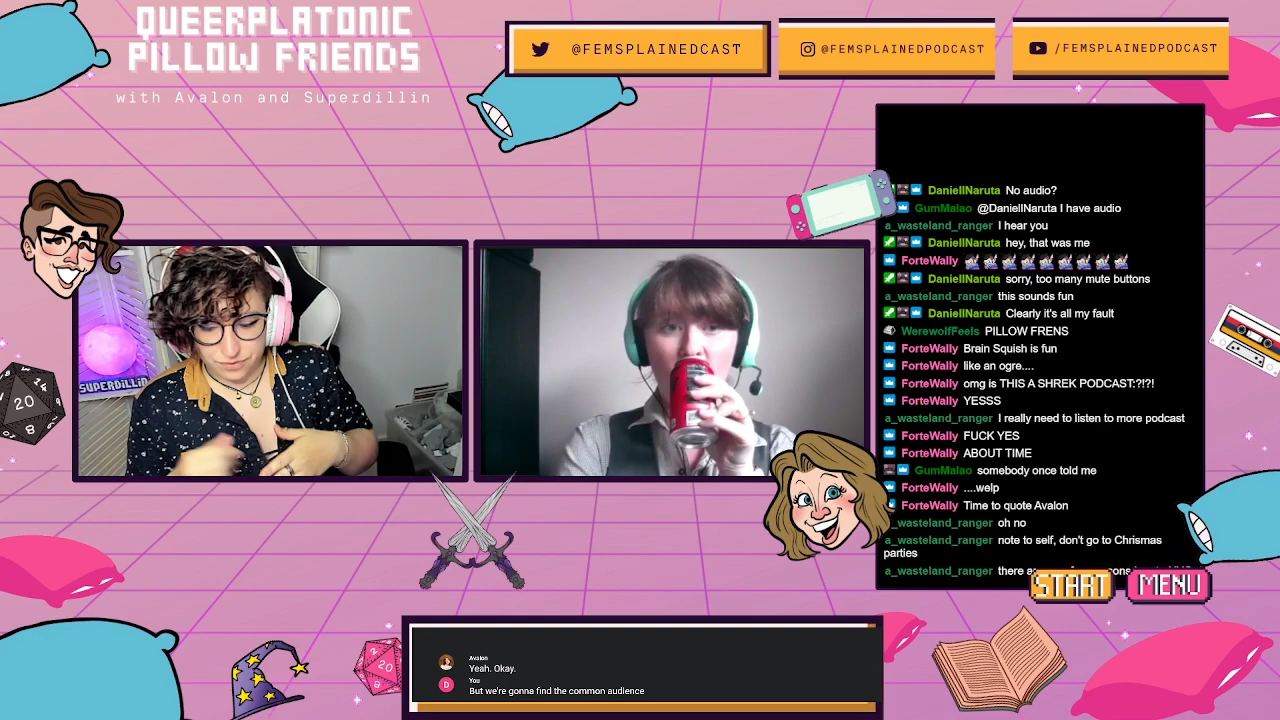 QUEERPLATONIC
PILLOW FRIENDS
with Avalon and Superdillin
@FEMSPLAINEDCAST
@FEMSPLAINEDPODCAST
/FEMSPLAINEDPODCAST
DaniellNaruta No audio?
GumMalao @DaniellNaruta I have audio
a_wasteland_ranger I hear you
DaniellNaruta hey, that was me
ForteWally
DaniellNaruta sorry, too many mute buttons
a_wasteland_ranger this sounds fun
DaniellNaruta Clearly it's all my fault
WerewolfFeels PILLOW FRENS
ForteWally Brain Squish is fun
ForteWally like an ogre....
ForteWally omg is THIS A SHREK PODCAST:?!?!
ForteWally YESSS
a_wasteland_ranger I really need to listen to more podcast
ForteWally FUCK YES
ForteWally ABOUT TIME
GumMalao somebody once told me
ForteWally ....welp
ForteWally Time to quote Avalon
a_wasteland_ranger oh no
a_wasteland_ranger note to self, don't go to Chrismas
parties
a_wasteland_ranger there
START
MENU
SUPERDILLIN
20
14
8
20
Avalon
Yeah. Okay.
D
You
But we're gonna find the common audience